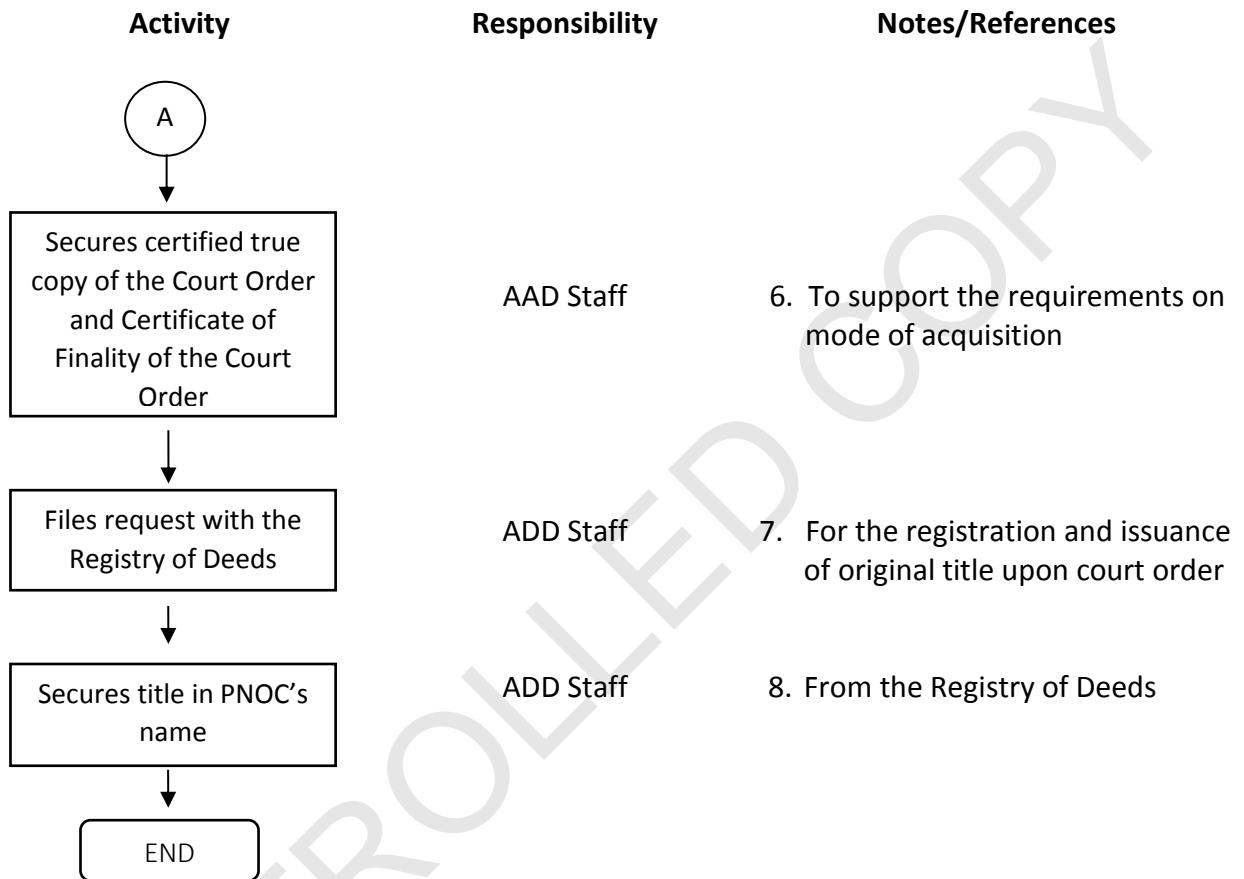 Activity Responsibility Notes/References
A
Secures certified true
copy of the Court Order
and Certificate of
Finality of the Court
Order
AAD Staff
6. To support the requirements on
mode of acquisition
Files request with the
Registry of Deeds
ADD Staff
7. For the registration and issuance
of original title upon court order
Secures title in PNOC’s
name
ADD Staff
8. From the Registry of Deeds
END
TROLLED COPY